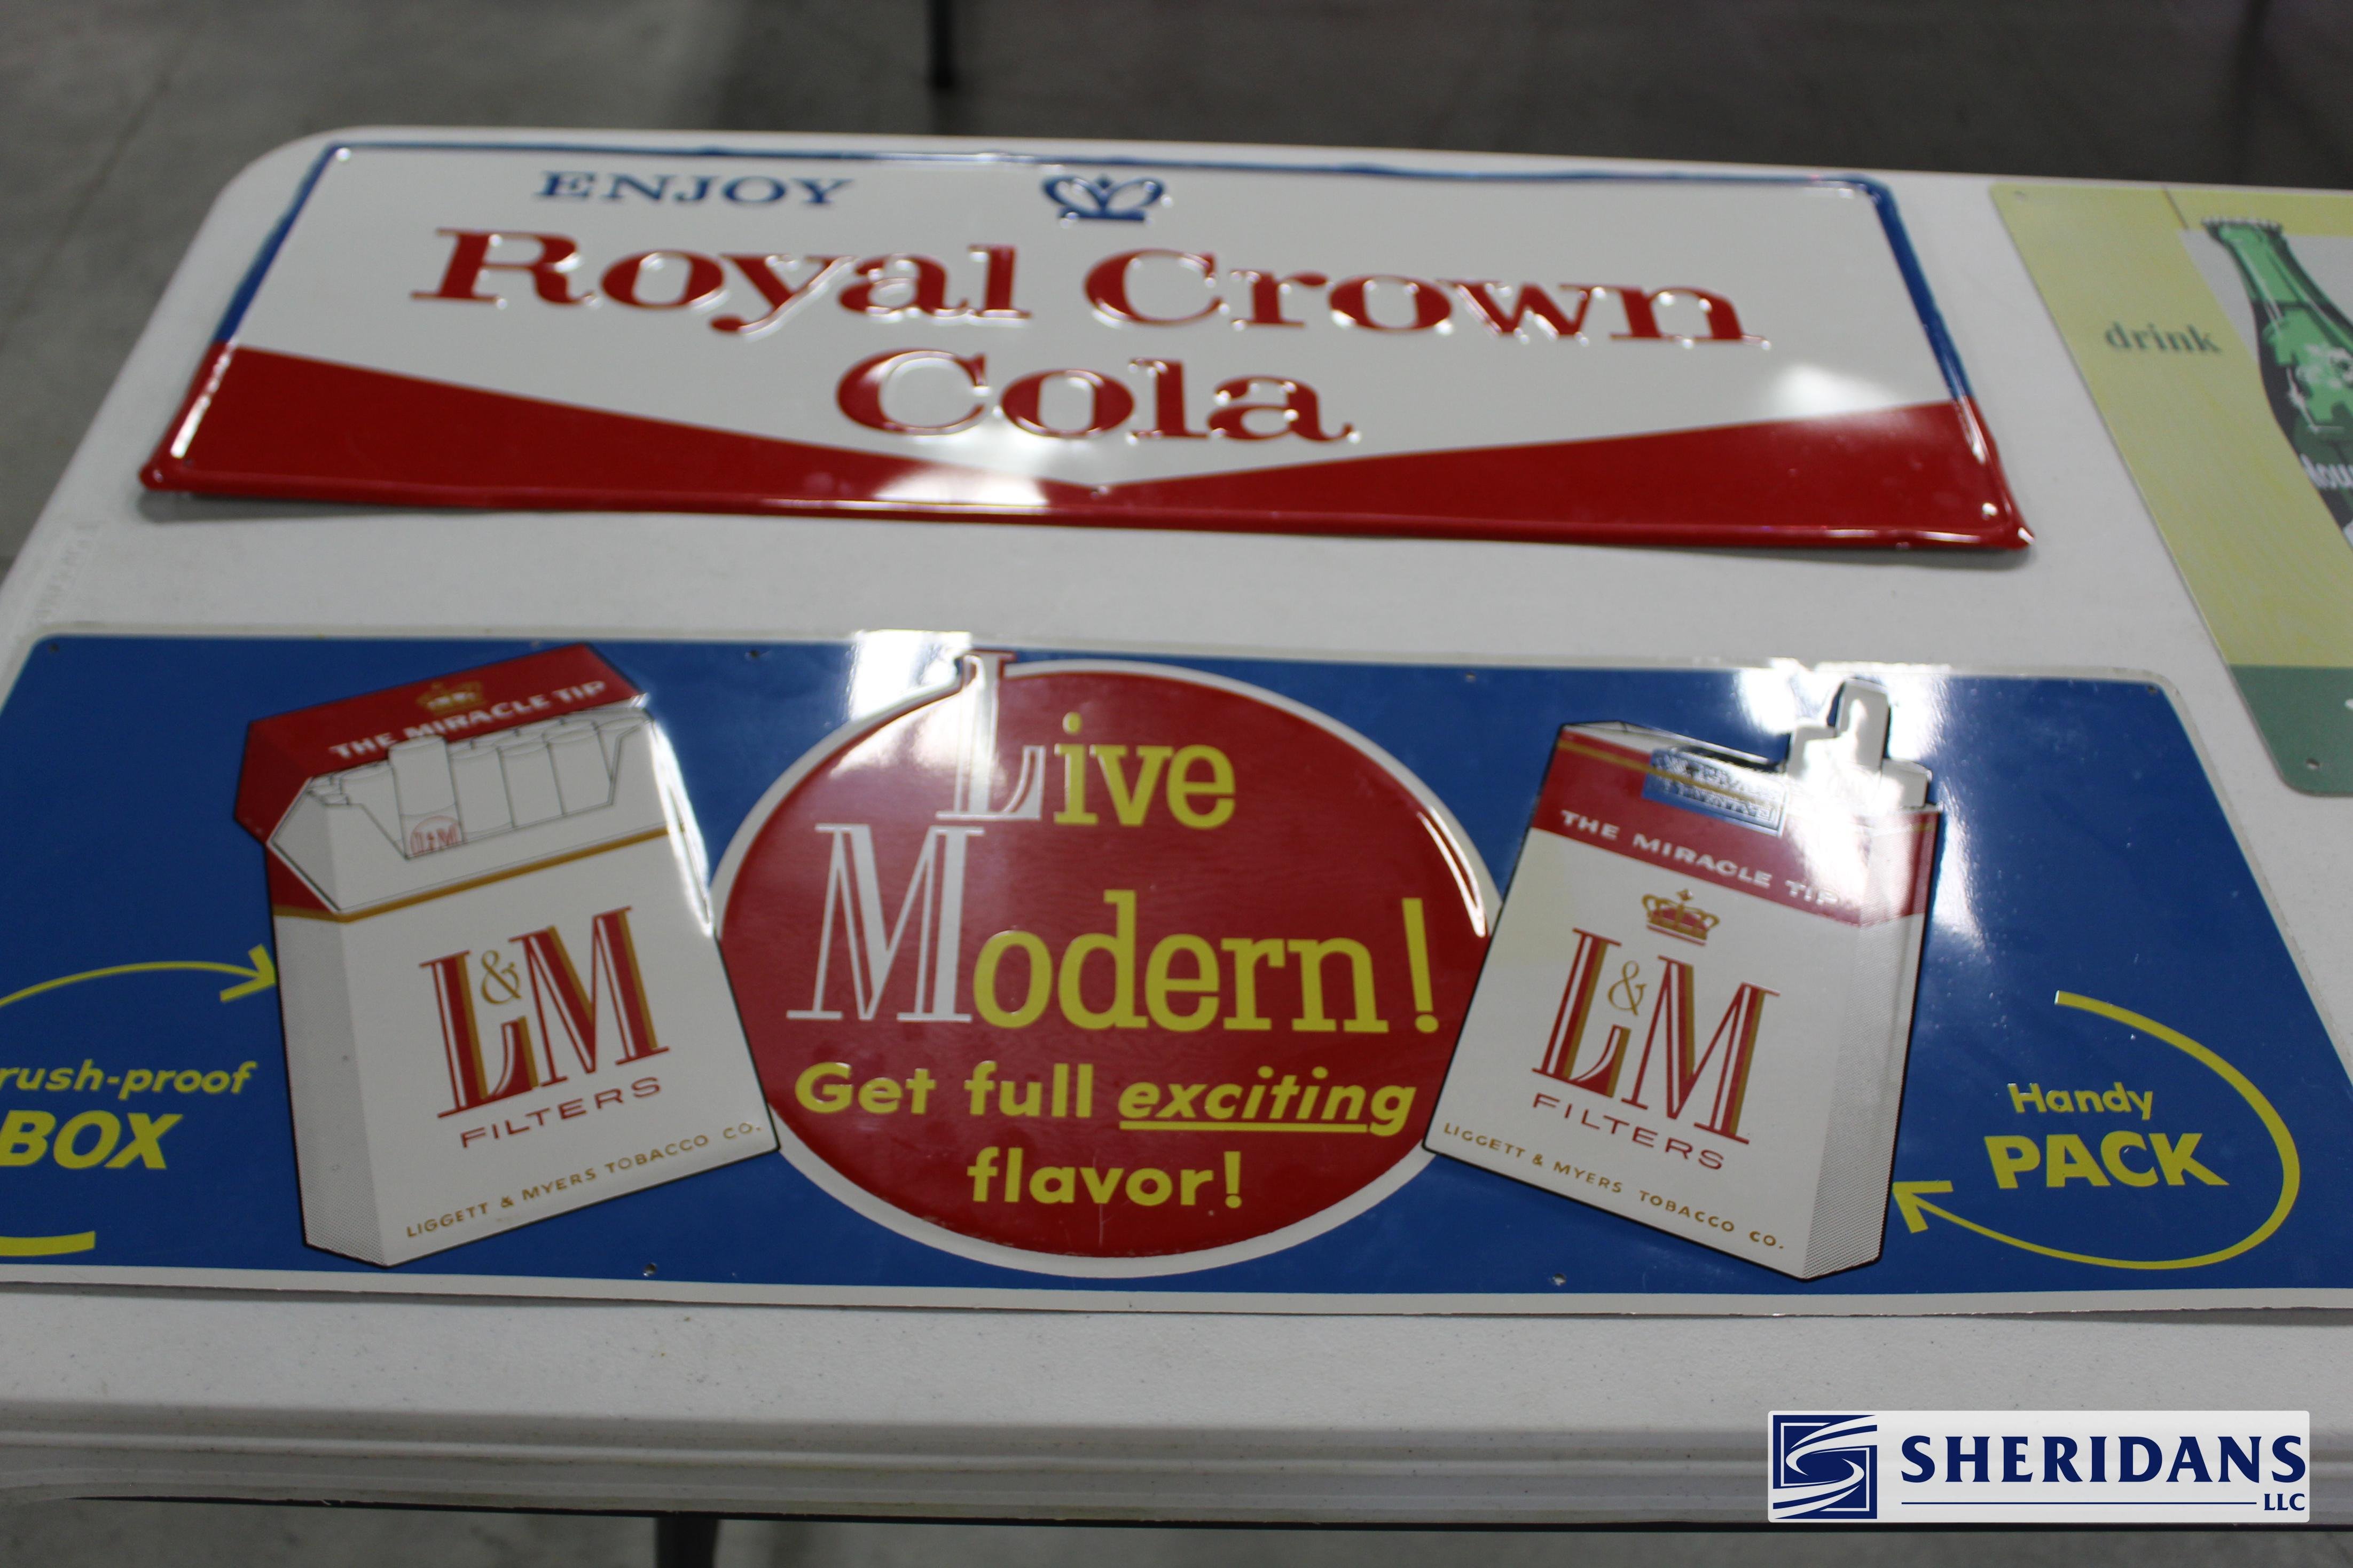 ENJOY
Royal Crown
Cola
drink
THE MIRACLE TIP
L&M
L&M
FILTERS
LIGGETT & MYERS TOBACCO CO.
rush-proof
BOX
Live
Modern!
Get full exciting
flavor!
THE MIRACLE TIP
L&M
FILTERS
LIGGETT & MYERS TOBACCO CO.
Handy
PACK
SHERIDANS
LLC